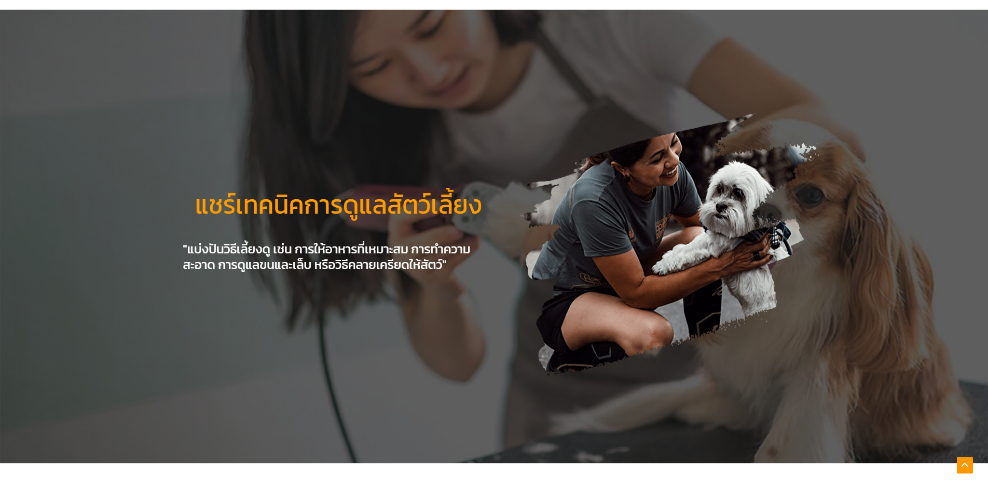 แชร์เทคนิคการดูแลสัตว์เลี้ยง
"แบ่งปันวิธีเลี้ยงดู เช่น การให้อาหารที่เหมาะสม การทำความ
สะอาด การดูแลขนและเล็บ หรือวิธีคลายเครียดให้สัตว์"